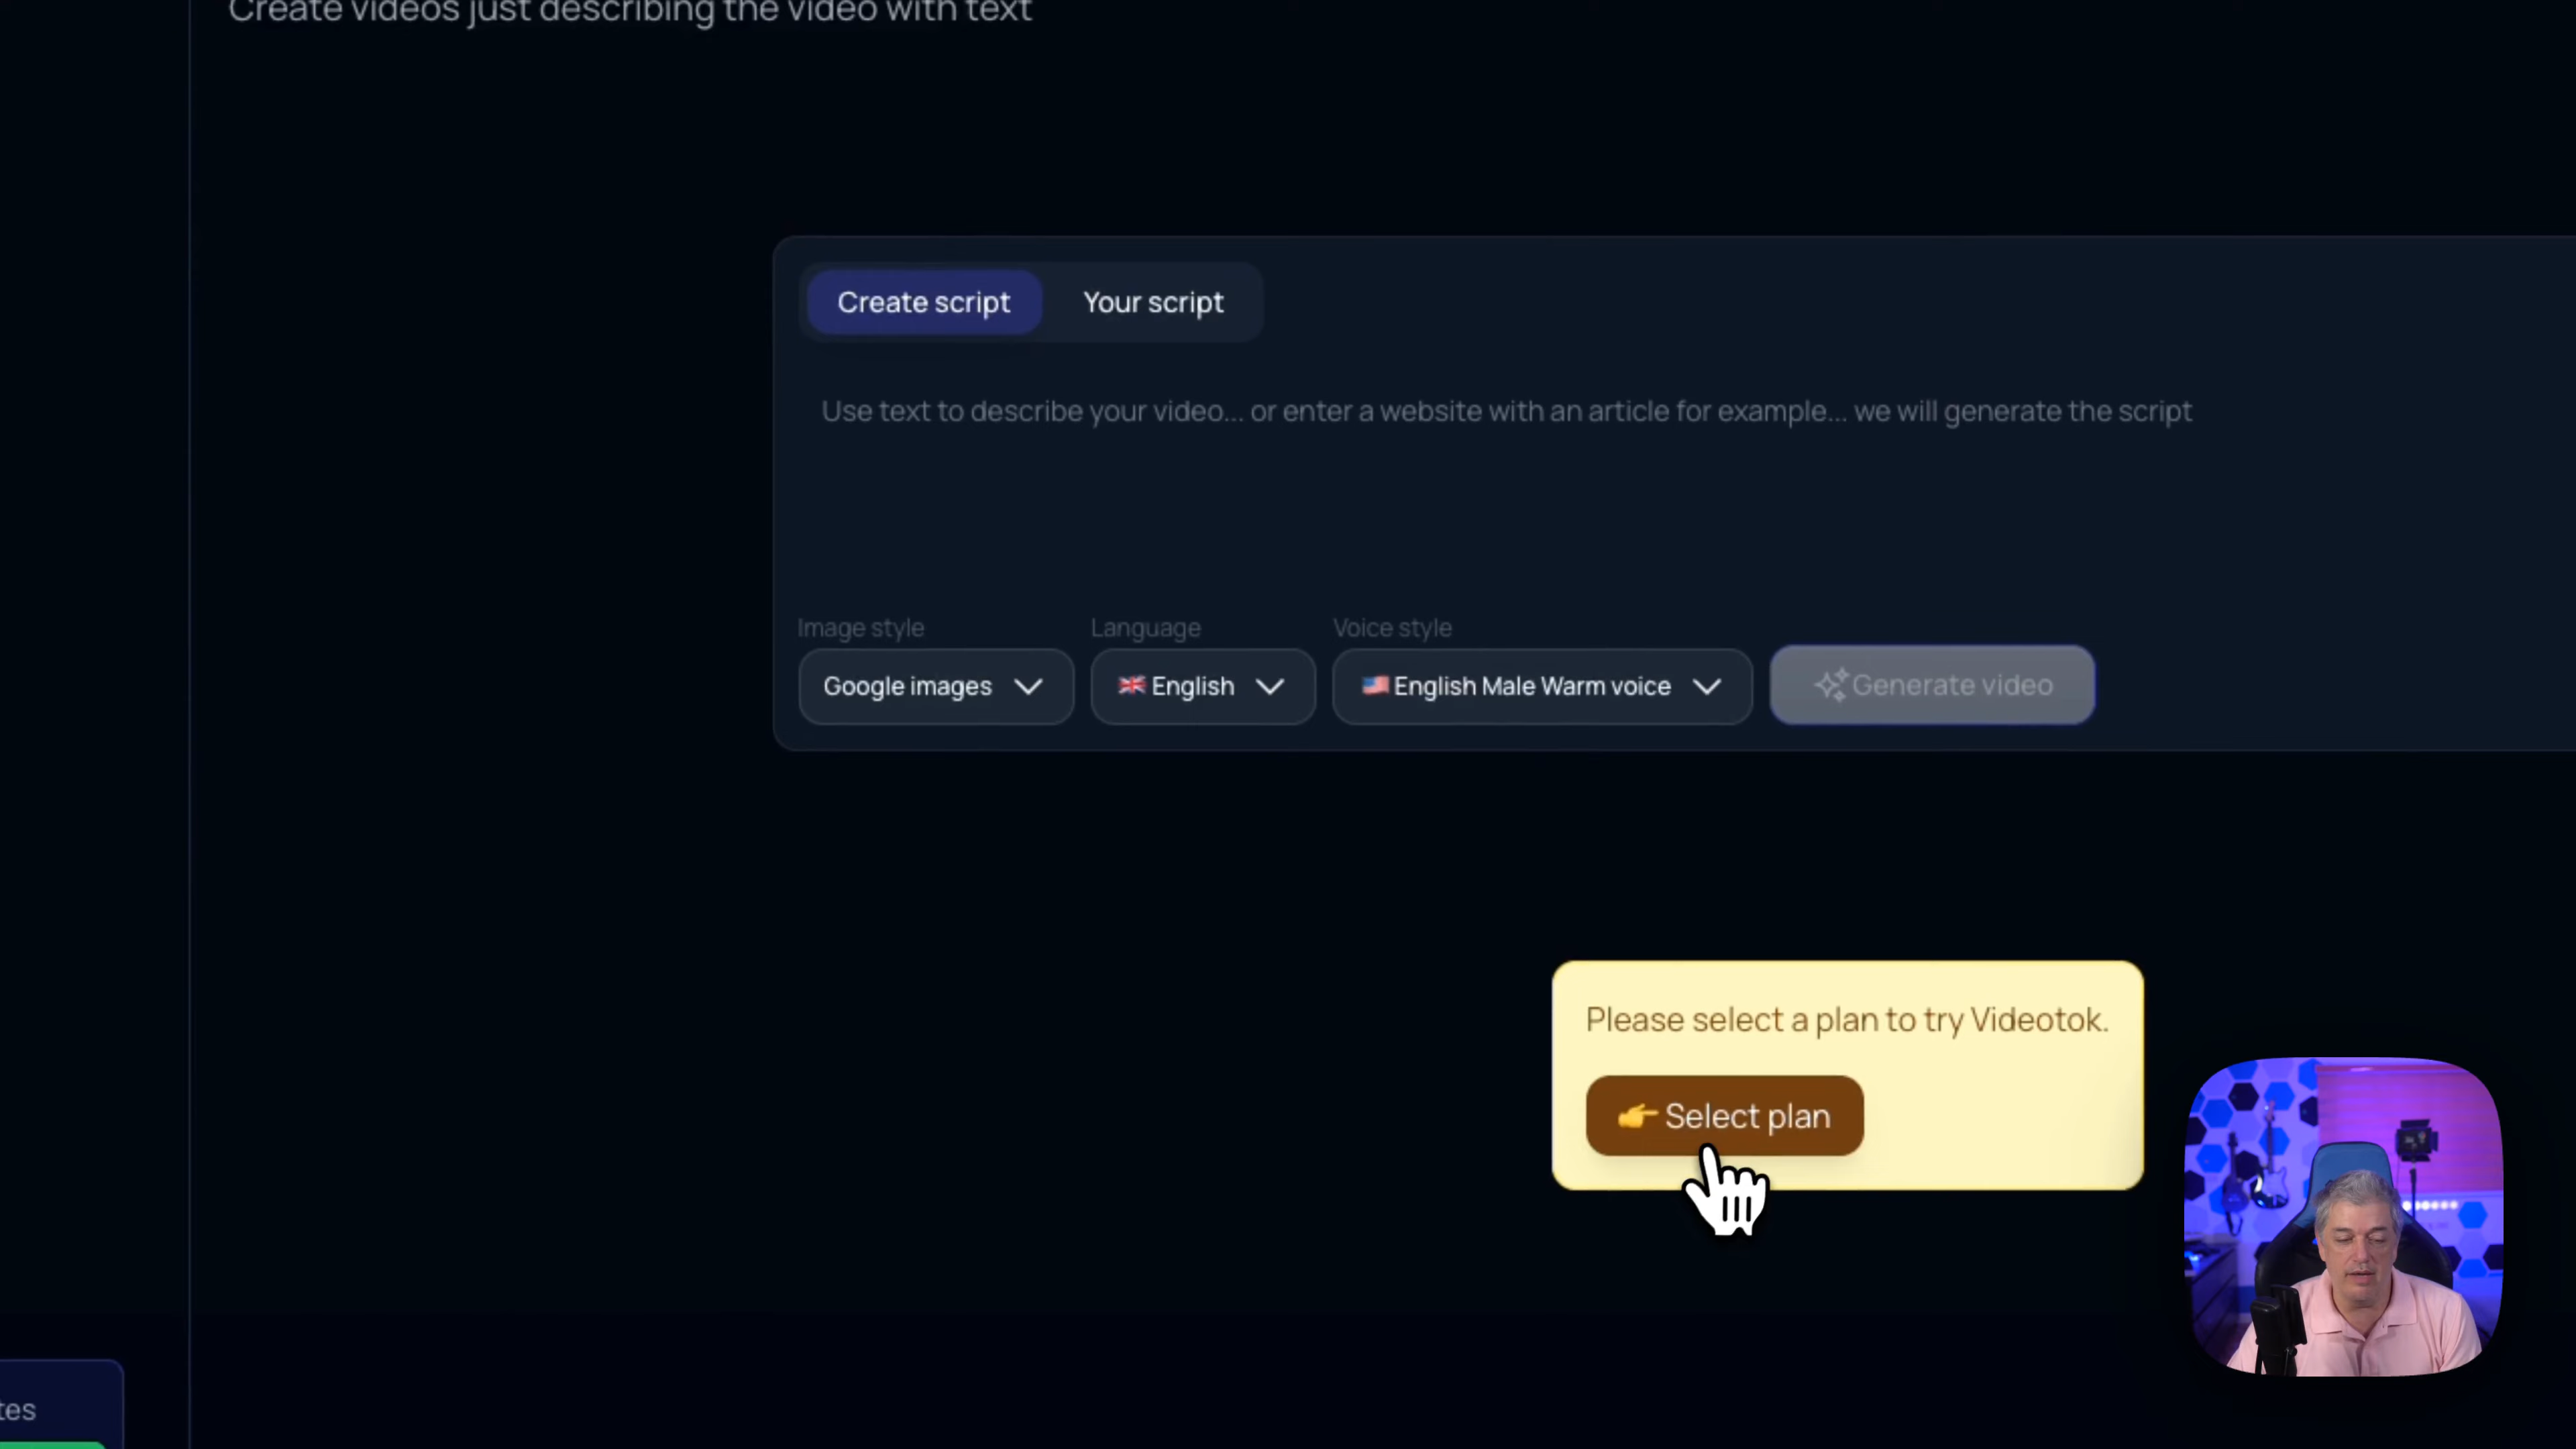 Create videos just describing the video with text
Create script
Your script
Use text to describe your video... or enter a website with an article for example... we will generate the script
Image style
Language
Voice style
Google images
English
English Male Warm voice
Generate video
Please select a plan to try Videotok.
👉 Select plan
tes